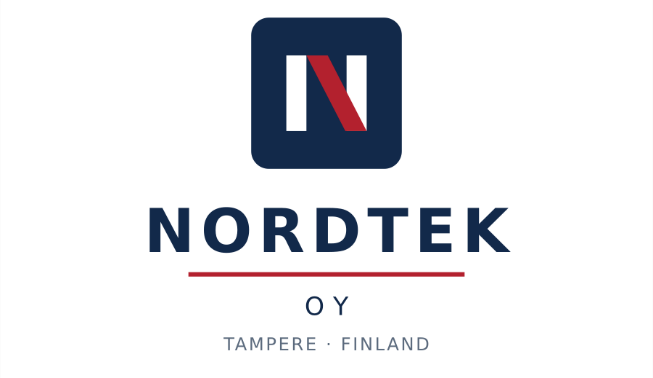 N
NORDTEK
OY
TAMPERE · FINLAND